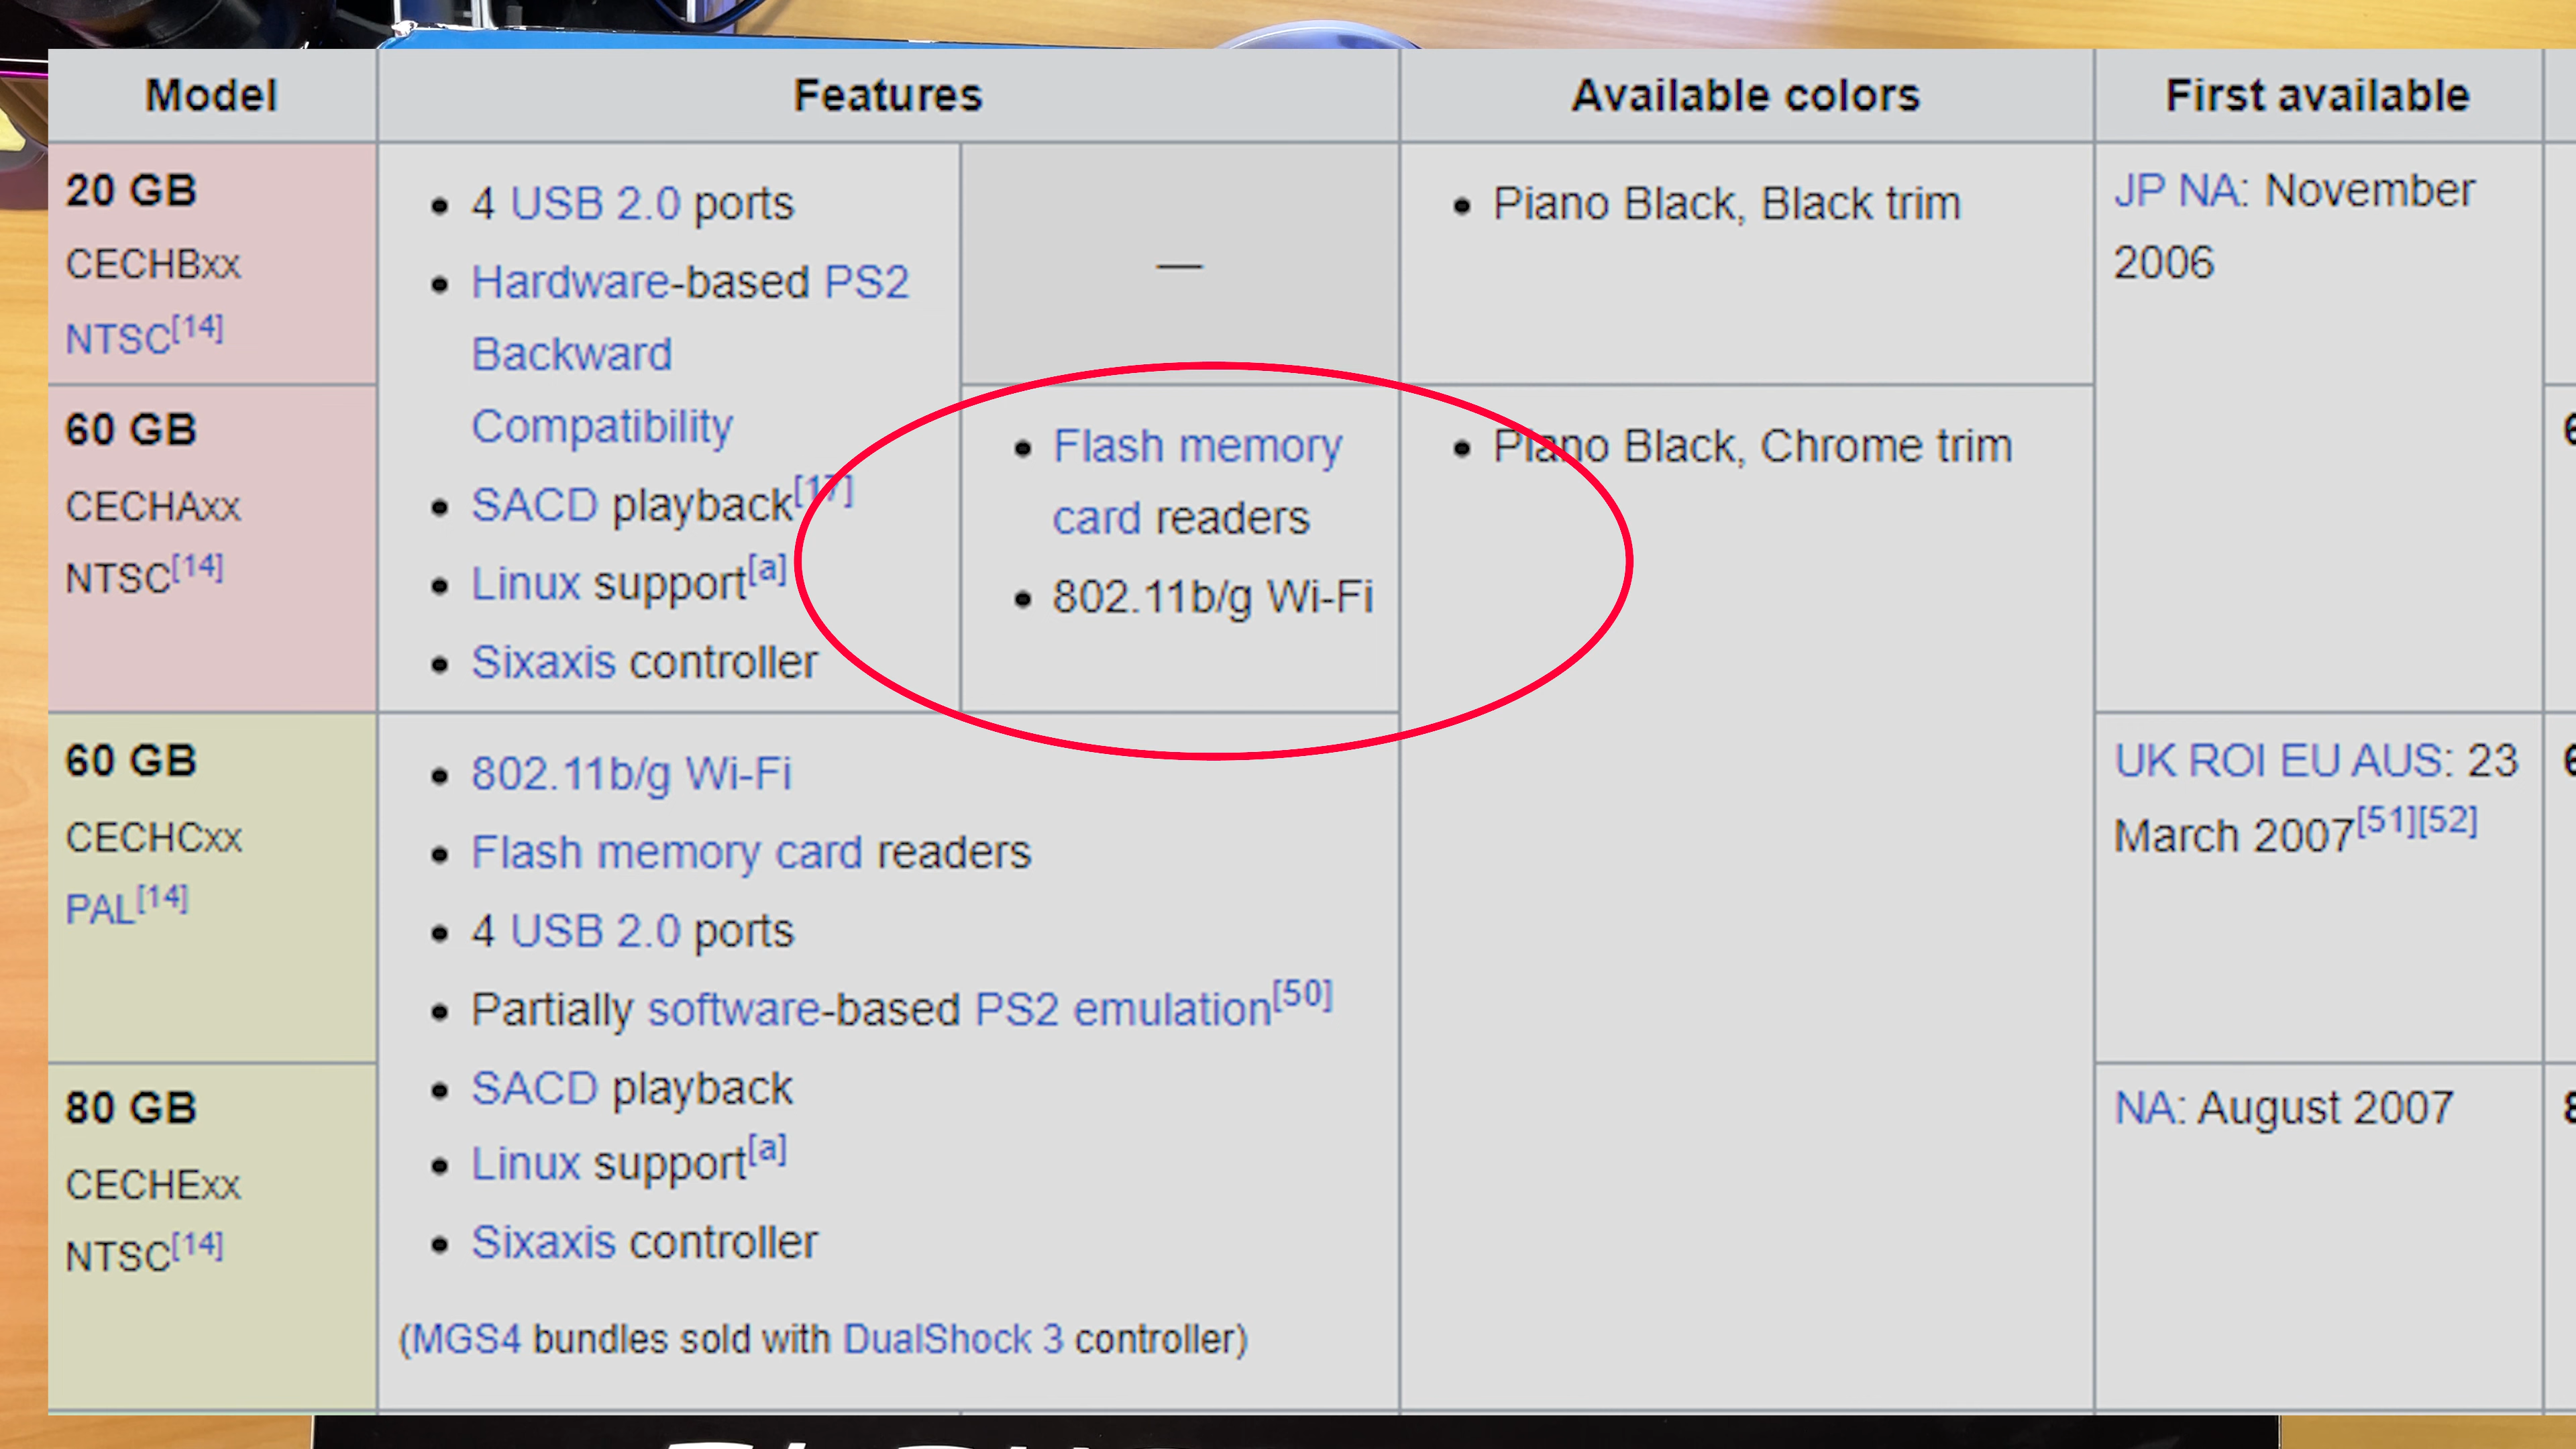 Model Features Available colors First available
20 GB
CECHBxx
NTSC[14]
• 4 USB 2.0 ports
• Hardware-based PS2
Backward
Compatibility
• SACD playback[17]
• Linux support[a]
• Sixaxis controller
—
• Piano Black, Black trim
JP NA: November
2006
60 GB
CECHAxx
NTSC[14]
• Flash memory
card readers
• 802.11b/g Wi-Fi
• Piano Black, Chrome trim
60 GB
CECHCxx
PAL[14]
• 802.11b/g Wi-Fi
• Flash memory card readers
• 4 USB 2.0 ports
• Partially software-based PS2 emulation[50]
• SACD playback
• Linux support[a]
• Sixaxis controller
(MGS4 bundles sold with DualShock 3 controller)
UK ROI EU AUS: 23
March 2007[51][52]
80 GB
CECHExx
NTSC[14]
NA: August 2007